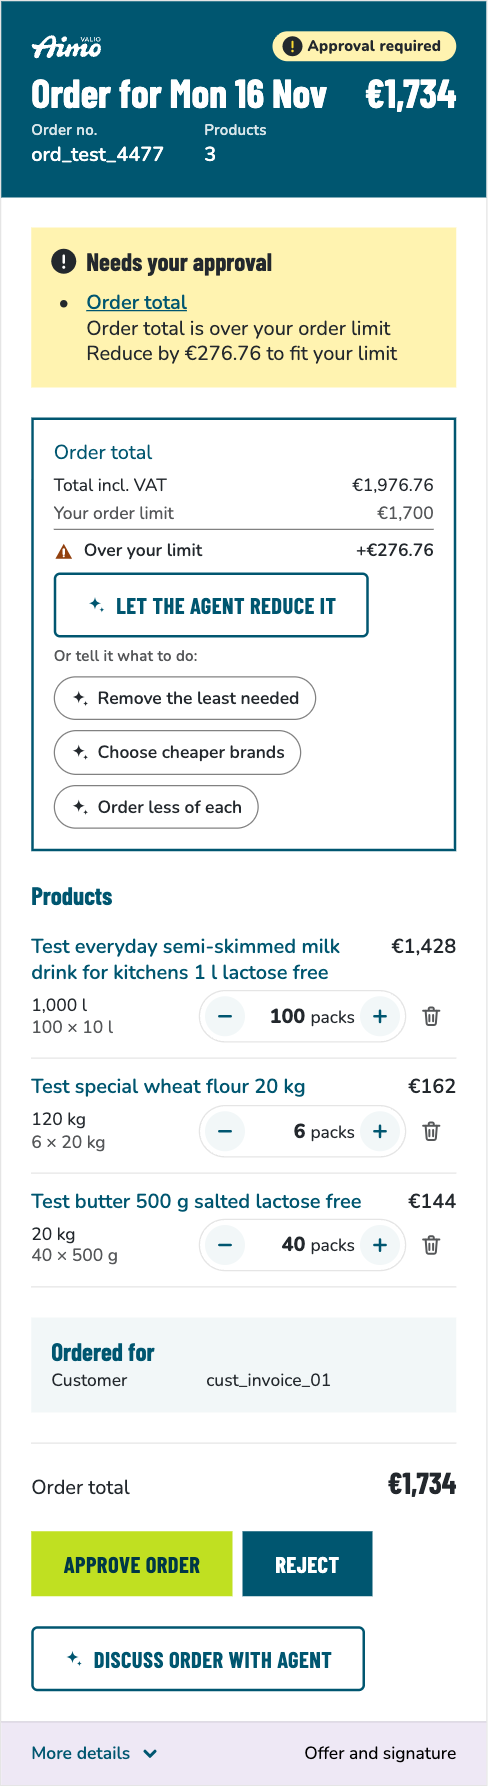 VALIO
Aimo
Approval required
Order for Mon 16 Nov €1,734
Order no. Products
ord_test_4477 3
Needs your approval
• Order total
Order total is over your order limit
Reduce by €276.76 to fit your limit
Order total
Total incl. VAT €1,976.76
Your order limit €1,700
Over your limit +€276.76
LET THE AGENT REDUCE IT
Or tell it what to do:
Remove the least needed
Choose cheaper brands
Order less of each
Products
Test everyday semi-skimmed milk €1,428
drink for kitchens 1 l lactose free
1,000 l
100 × 10 l
− 100 packs +
Test special wheat flour 20 kg €162
120 kg
6 × 20 kg
− 6 packs +
Test butter 500 g salted lactose free €144
20 kg
40 × 500 g
− 40 packs +
Ordered for
Customer cust_invoice_01
Order total €1,734
APPROVE ORDER REJECT
DISCUSS ORDER WITH AGENT
More details Offer and signature